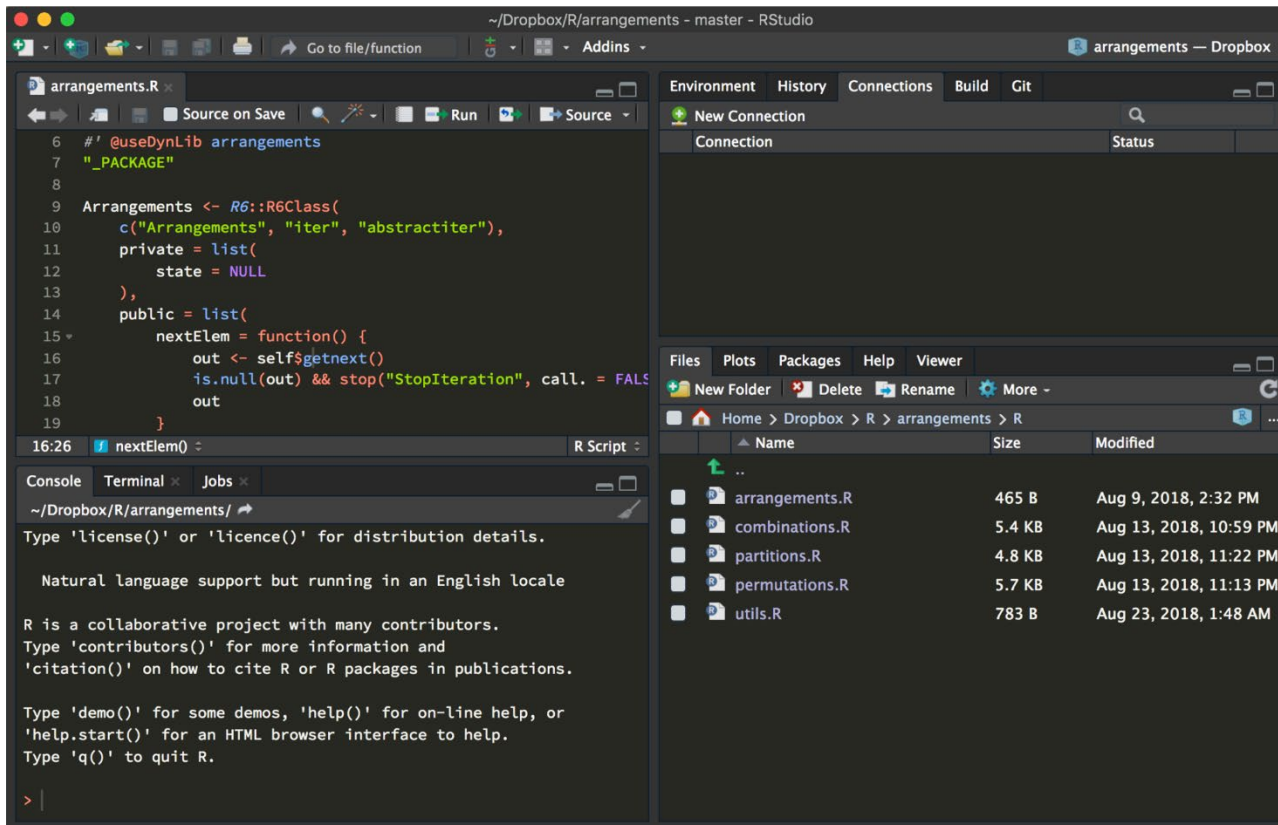 ~/Dropbox/R/arrangements - master - RStudio
Go to file/function
Addins
arrangements — Dropbox
arrangements.R
Source on Save
Run
Source
6 #' @useDynLib arrangements
7 "_PACKAGE"
8
9 Arrangements <- R6::R6Class(
10 c("Arrangements", "iter", "abstractiter"),
11 private = list(
12 state = NULL
13 ),
14 public = list(
15 nextElem = function() {
16 out <- self$getnext()
17 is.null(out) && stop("StopIteration", call. = FALS
18 out
19 }
16:26 nextElem() R Script
Console Terminal Jobs
~/Dropbox/R/arrangements/
Type 'license()' or 'licence()' for distribution details.
Natural language support but running in an English locale
R is a collaborative project with many contributors.
Type 'contributors()' for more information and
'citation()' on how to cite R or R packages in publications.
Type 'demo()' for some demos, 'help()' for on-line help, or
'help.start()' for an HTML browser interface to help.
Type 'q()' to quit R.
>
Environment History Connections Build Git
New Connection
Connection Status
Files Plots Packages Help Viewer
New Folder Delete Rename More
Home > Dropbox > R > arrangements > R ...
Name Size Modified
..
arrangements.R 465 B Aug 9, 2018, 2:32 PM
combinations.R 5.4 KB Aug 13, 2018, 10:59 PM
partitions.R 4.8 KB Aug 13, 2018, 11:22 PM
permutations.R 5.7 KB Aug 13, 2018, 11:13 PM
utils.R 783 B Aug 23, 2018, 1:48 AM